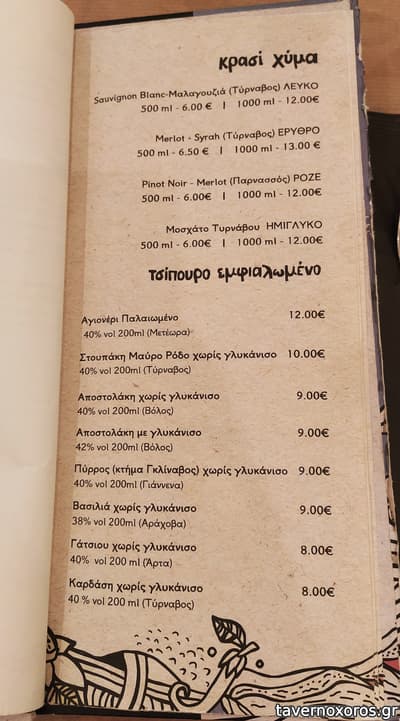 κρασί χύμα
Sauvignon Blanc-Μαλαγουζιά (Τύρναβος) ΛΕΥΚΟ
500 ml - 6.00 € | 1000 ml - 12.00€
Merlot - Syrah (Τύρναβος) ΕΡΥΘΡΟ
500 ml - 6.50 € | 1000 ml - 13.00 €
Pinot Noir - Merlot (Παρνασσός) ΡΟΖΕ
500 ml - 6.00€ | 1000 ml - 12.00€
Μοσχάτο Τυρνάβου ΗΜΙΓΛΥΚΟ
500 ml - 6.00€ | 1000 ml - 12.00€
τσίπουρο εμφιαλωμένο
Αγιονέρι Παλαιωμένο 12.00€
40% vol 200ml (Μετέωρα)
Στουπάκη Μαύρο Ρόδο χωρίς γλυκάνισο 10.00€
40% vol 200ml (Τύρναβος)
Αποστολάκη χωρίς γλυκάνισο 9.00€
40% vol 200ml (Βόλος)
Αποστολάκη με γλυκάνισο 9.00€
42% vol 200ml (Βόλος)
Πύρρος (κτήμα Γκλίναβος) χωρίς γλυκάνισο 9.00€
40% vol 200ml (Γιάννενα)
Βασιλιά χωρίς γλυκάνισο 9.00€
38% vol 200ml (Αράχοβα)
Γάτσιου χωρίς γλυκάνισο 8.00€
40% vol 200 ml (Άρτα)
Καρδάση χωρίς γλυκάνισο 8.00€
40 % vol 200 ml (Τύρναβος)
tavernoxoros.gr